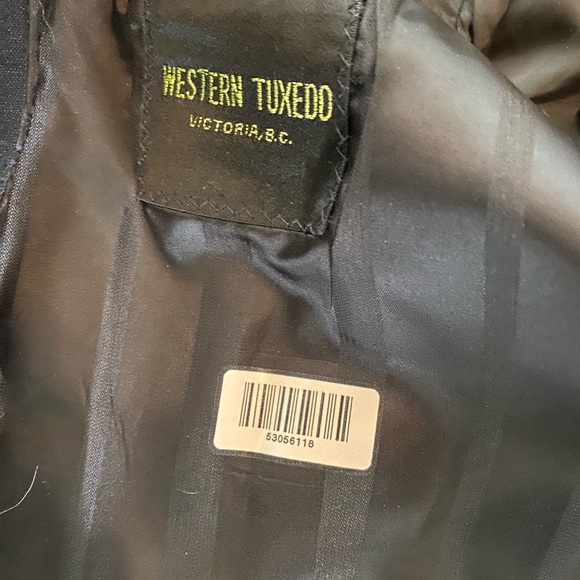 WESTERN TUXEDO
VICTORIA, B.C.
53056118